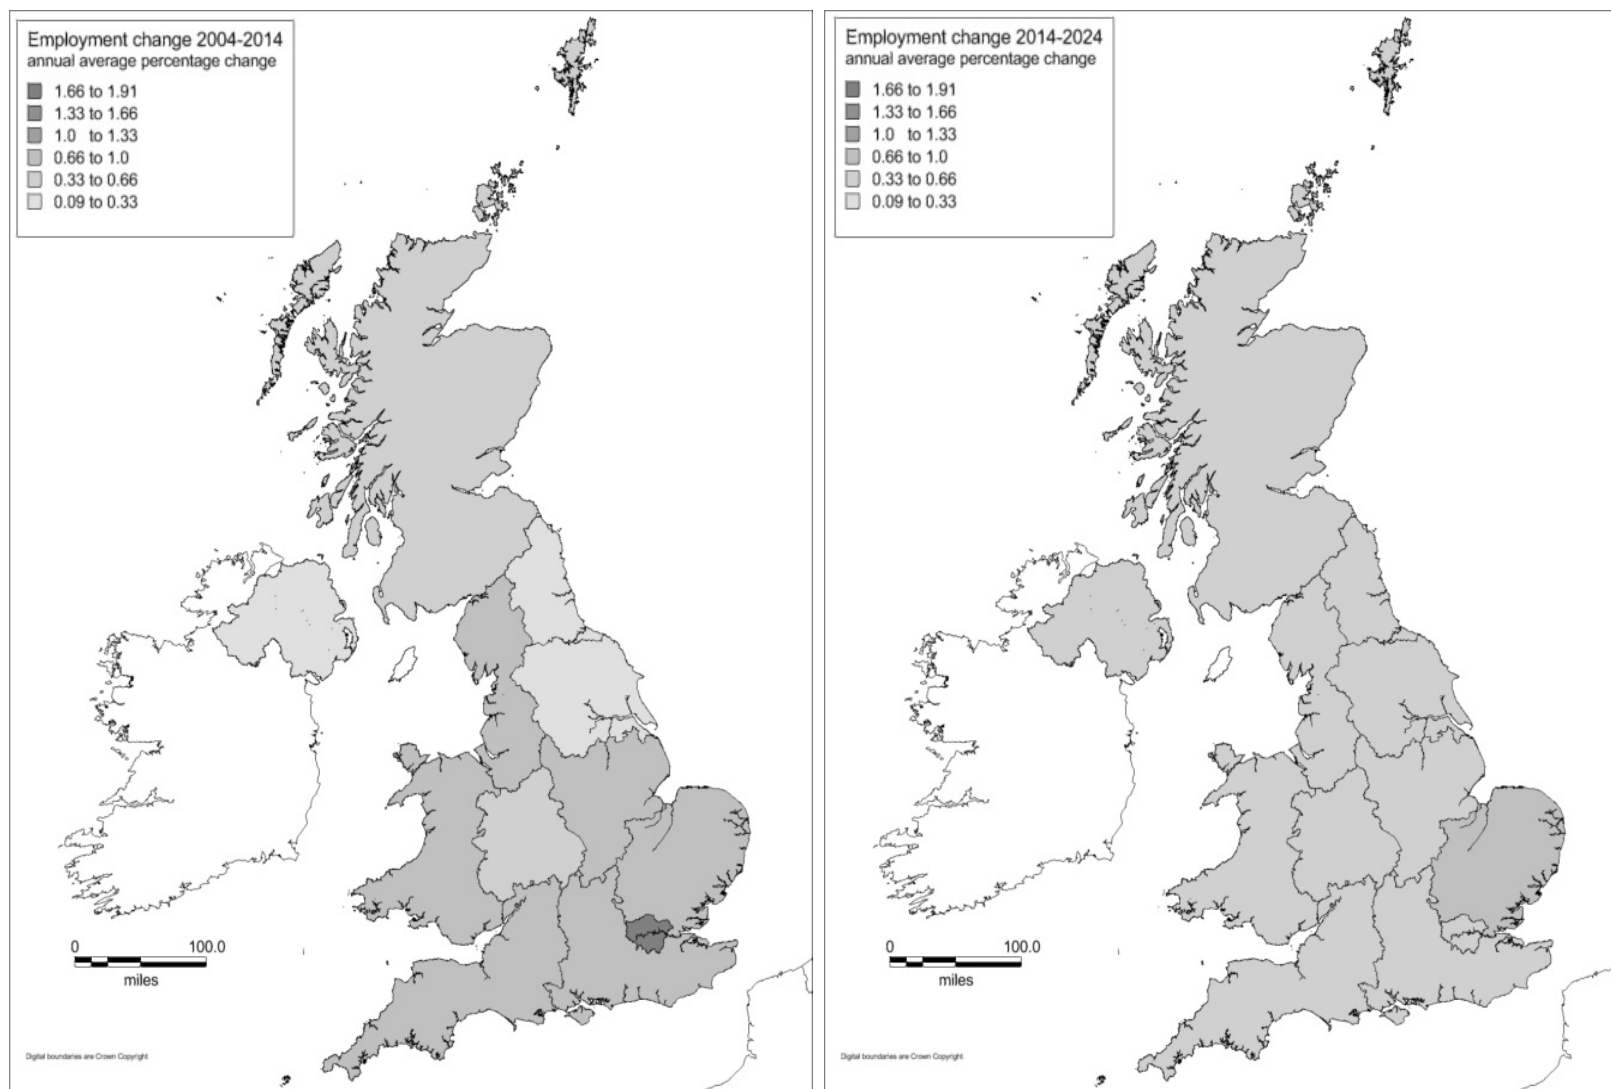 Employment change 2004-2014
annual average percentage change
1.66 to 1.91
1.33 to 1.66
1.0 to 1.33
0.66 to 1.0
0.33 to 0.66
0.09 to 0.33
0 100.0
miles
Digital boundaries are Crown Copyright
Employment change 2014-2024
annual average percentage change
1.66 to 1.91
1.33 to 1.66
1.0 to 1.33
0.66 to 1.0
0.33 to 0.66
0.09 to 0.33
0 100.0
miles
Digital boundaries are Crown Copyright